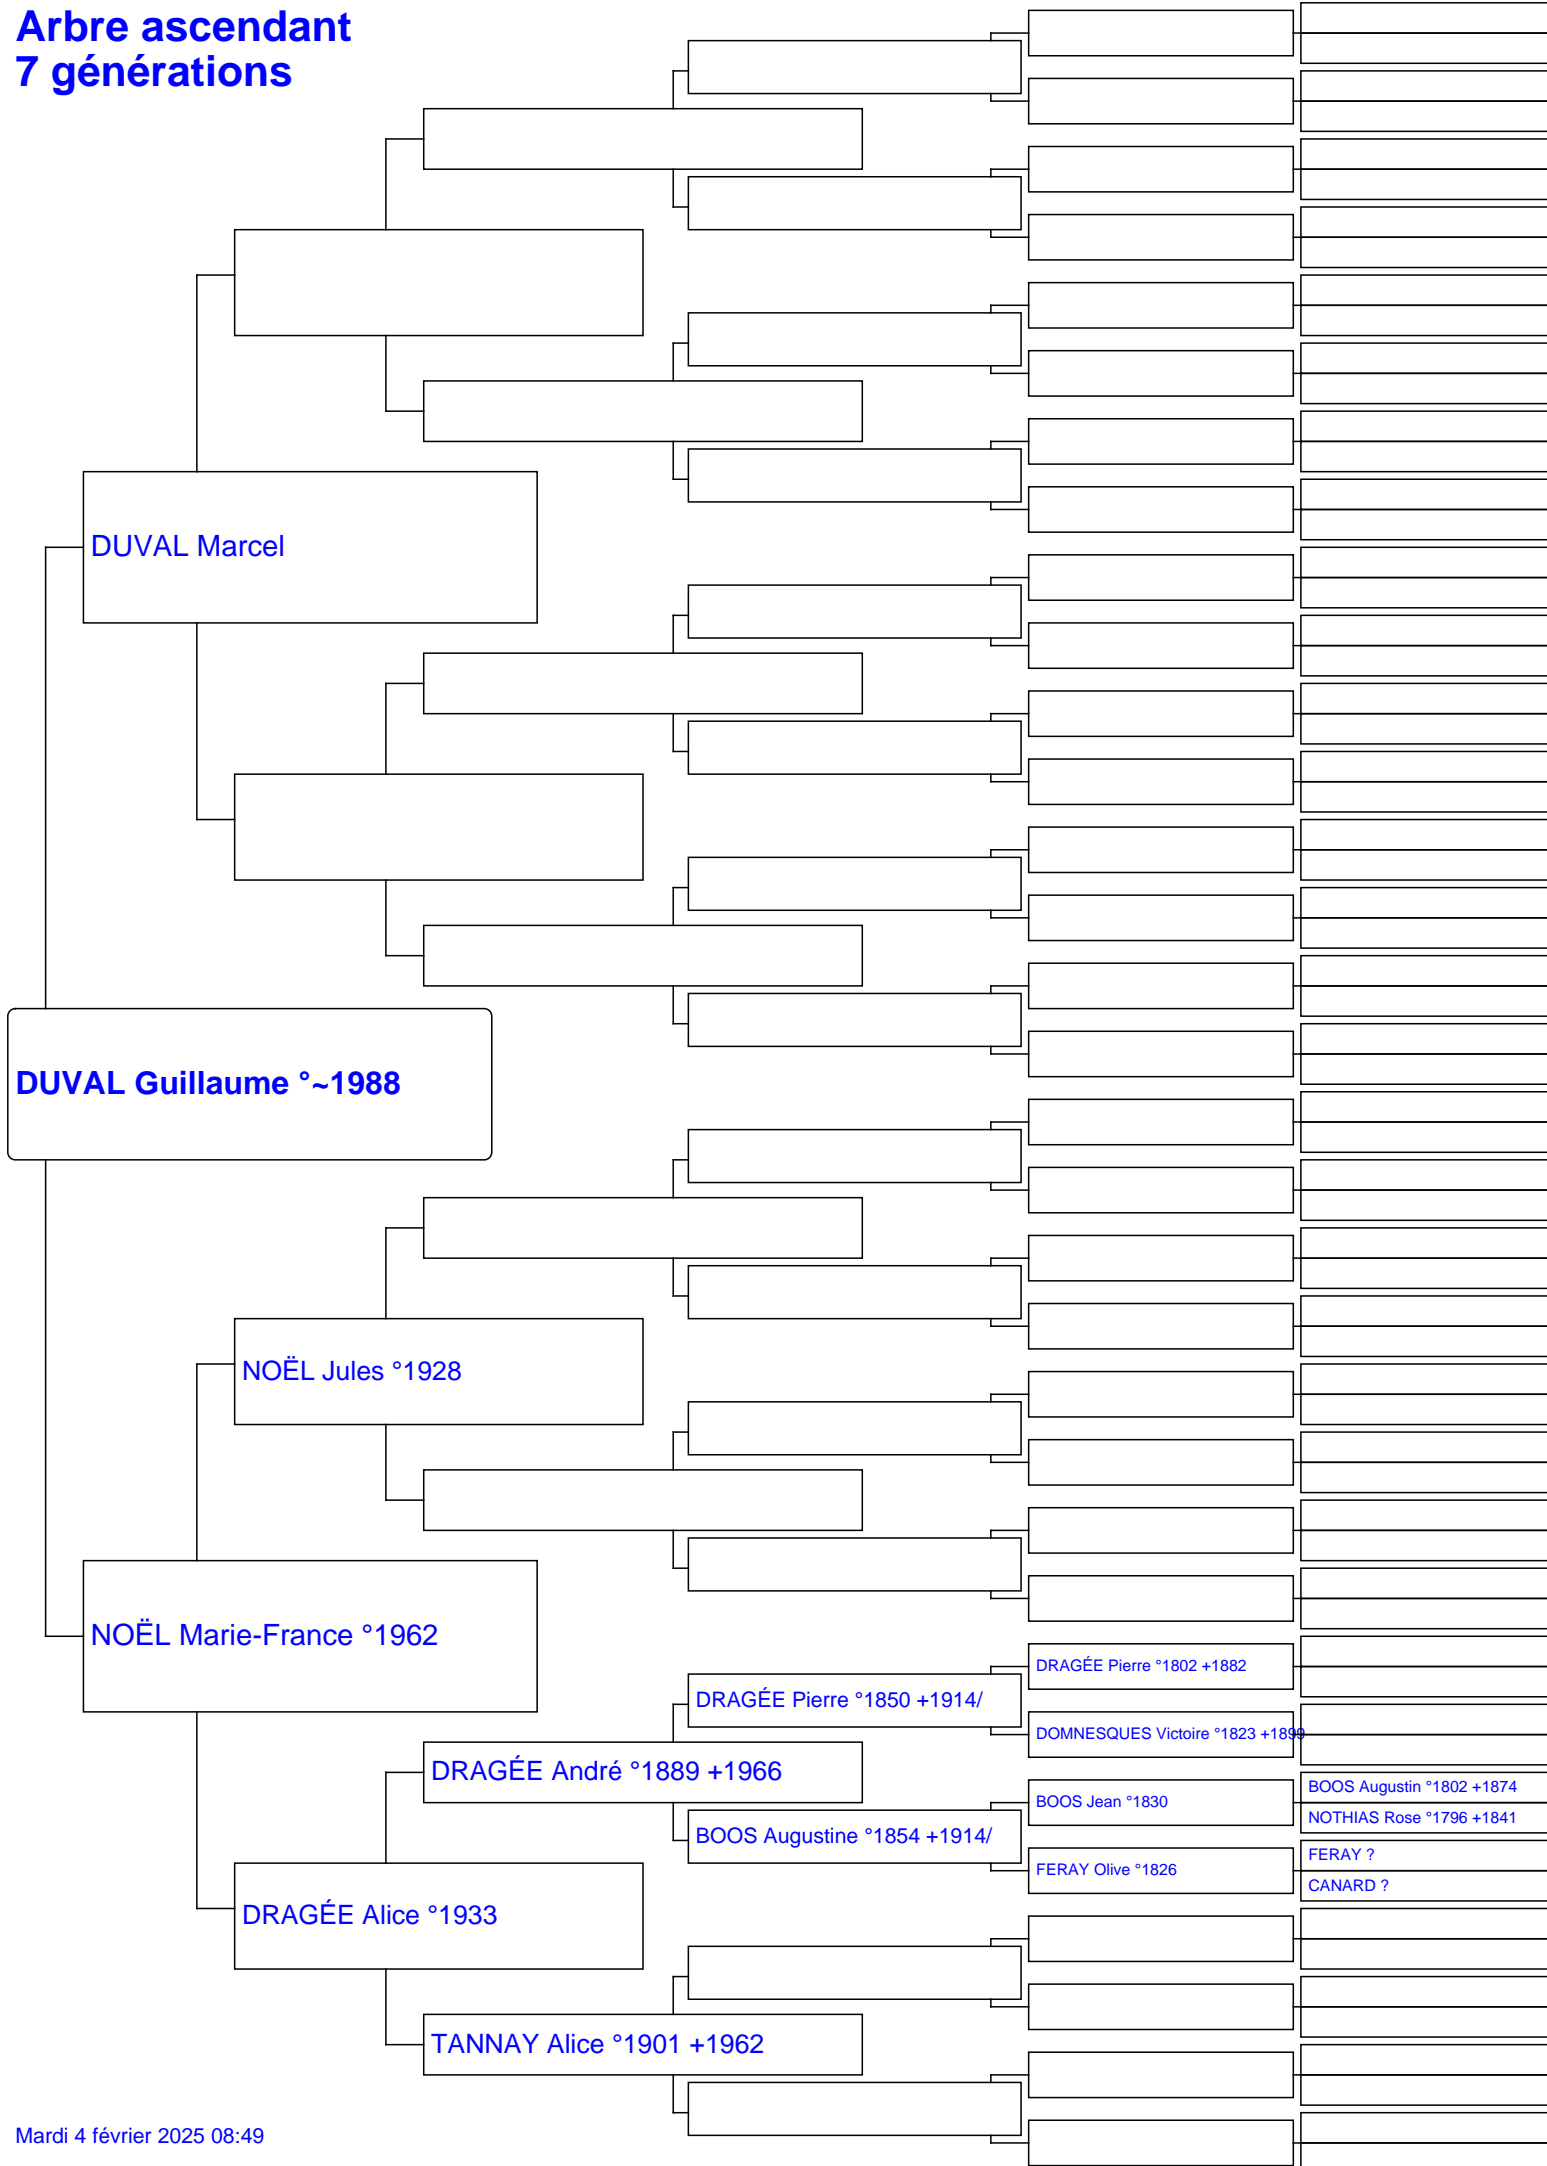 Arbre ascendant
7 générations
DUVAL Marcel
DUVAL Guillaume °~1988
NOËL Jules °1928
NOËL Marie-France °1962
DRAGÉE Pierre °1802 +1882
DRAGÉE Pierre °1850 +1914/
DOMNESQUES Victoire °1823 +1899
DRAGÉE André °1889 +1966
BOOS Augustin °1802 +1874
BOOS Jean °1830
NOTHIAS Rose °1796 +1841
BOOS Augustine °1854 +1914/
FERAY ?
FERAY Olive °1826
CANARD ?
DRAGÉE Alice °1933
TANNAY Alice °1901 +1962
Mardi 4 février 2025 08:49